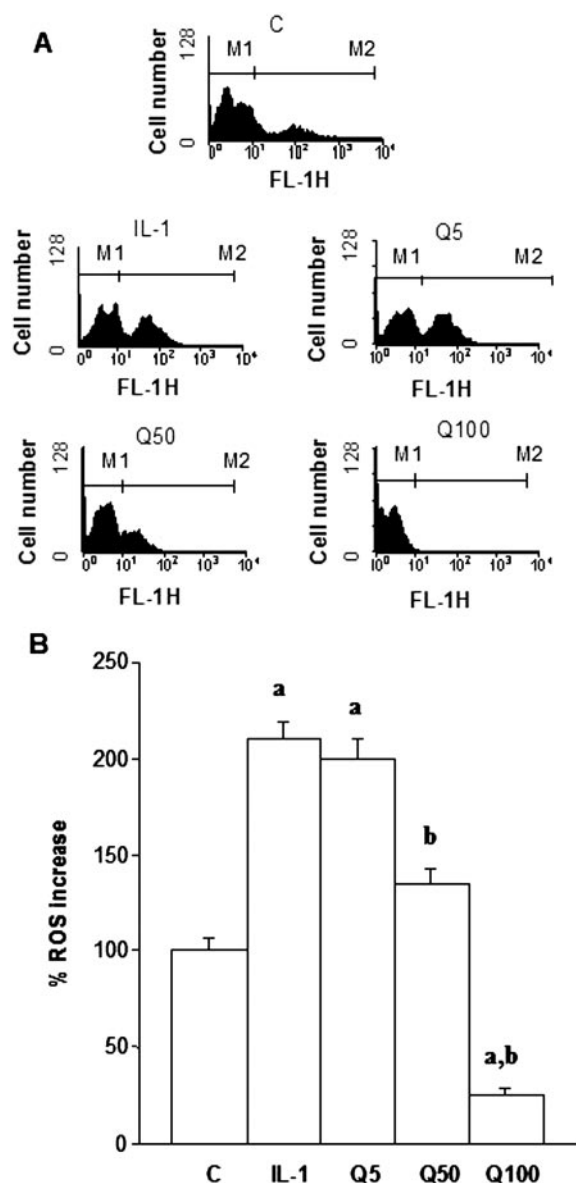 A
C
128
M1
M2
Cell number
0
10⁰ 10¹ 10² 10³ 10⁴
FL-1H
IL-1
128
M1
M2
Cell number
0
10⁰ 10¹ 10² 10³ 10⁴
FL-1H
Q5
128
M1
M2
Cell number
0
10⁰ 10¹ 10² 10³ 10⁴
FL-1H
Q50
128
M1
M2
Cell number
0
10⁰ 10¹ 10² 10³ 10⁴
FL-1H
Q100
128
M1
M2
Cell number
0
10⁰ 10¹ 10² 10³ 10⁴
FL-1H
B
% ROS increase
250
200
150
100
50
0
a
a
b
a,b
C IL-1 Q5 Q50 Q100